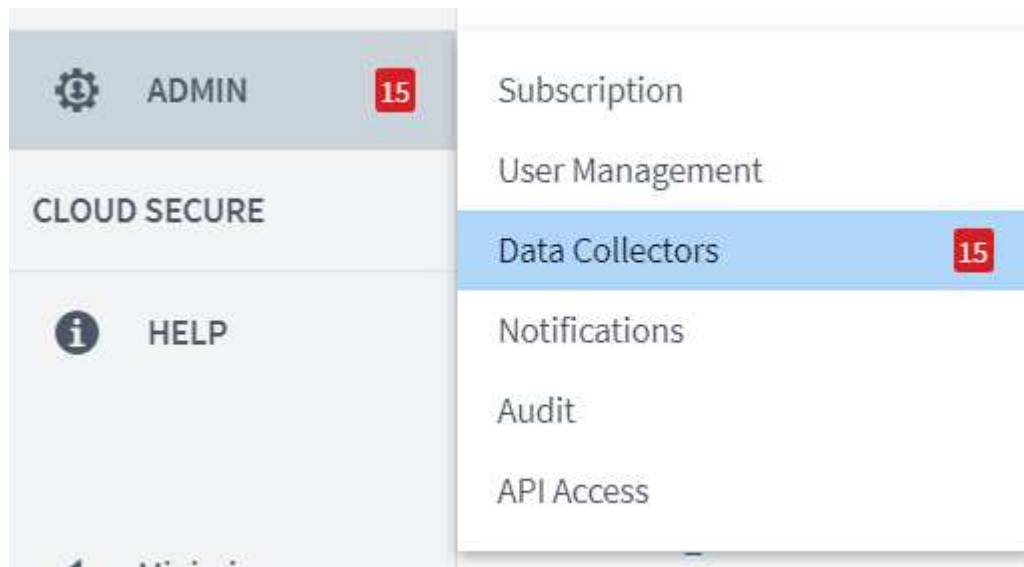 ADMIN 15
CLOUD SECURE
HELP
Subscription
User Management
Data Collectors 15
Notifications
Audit
API Access